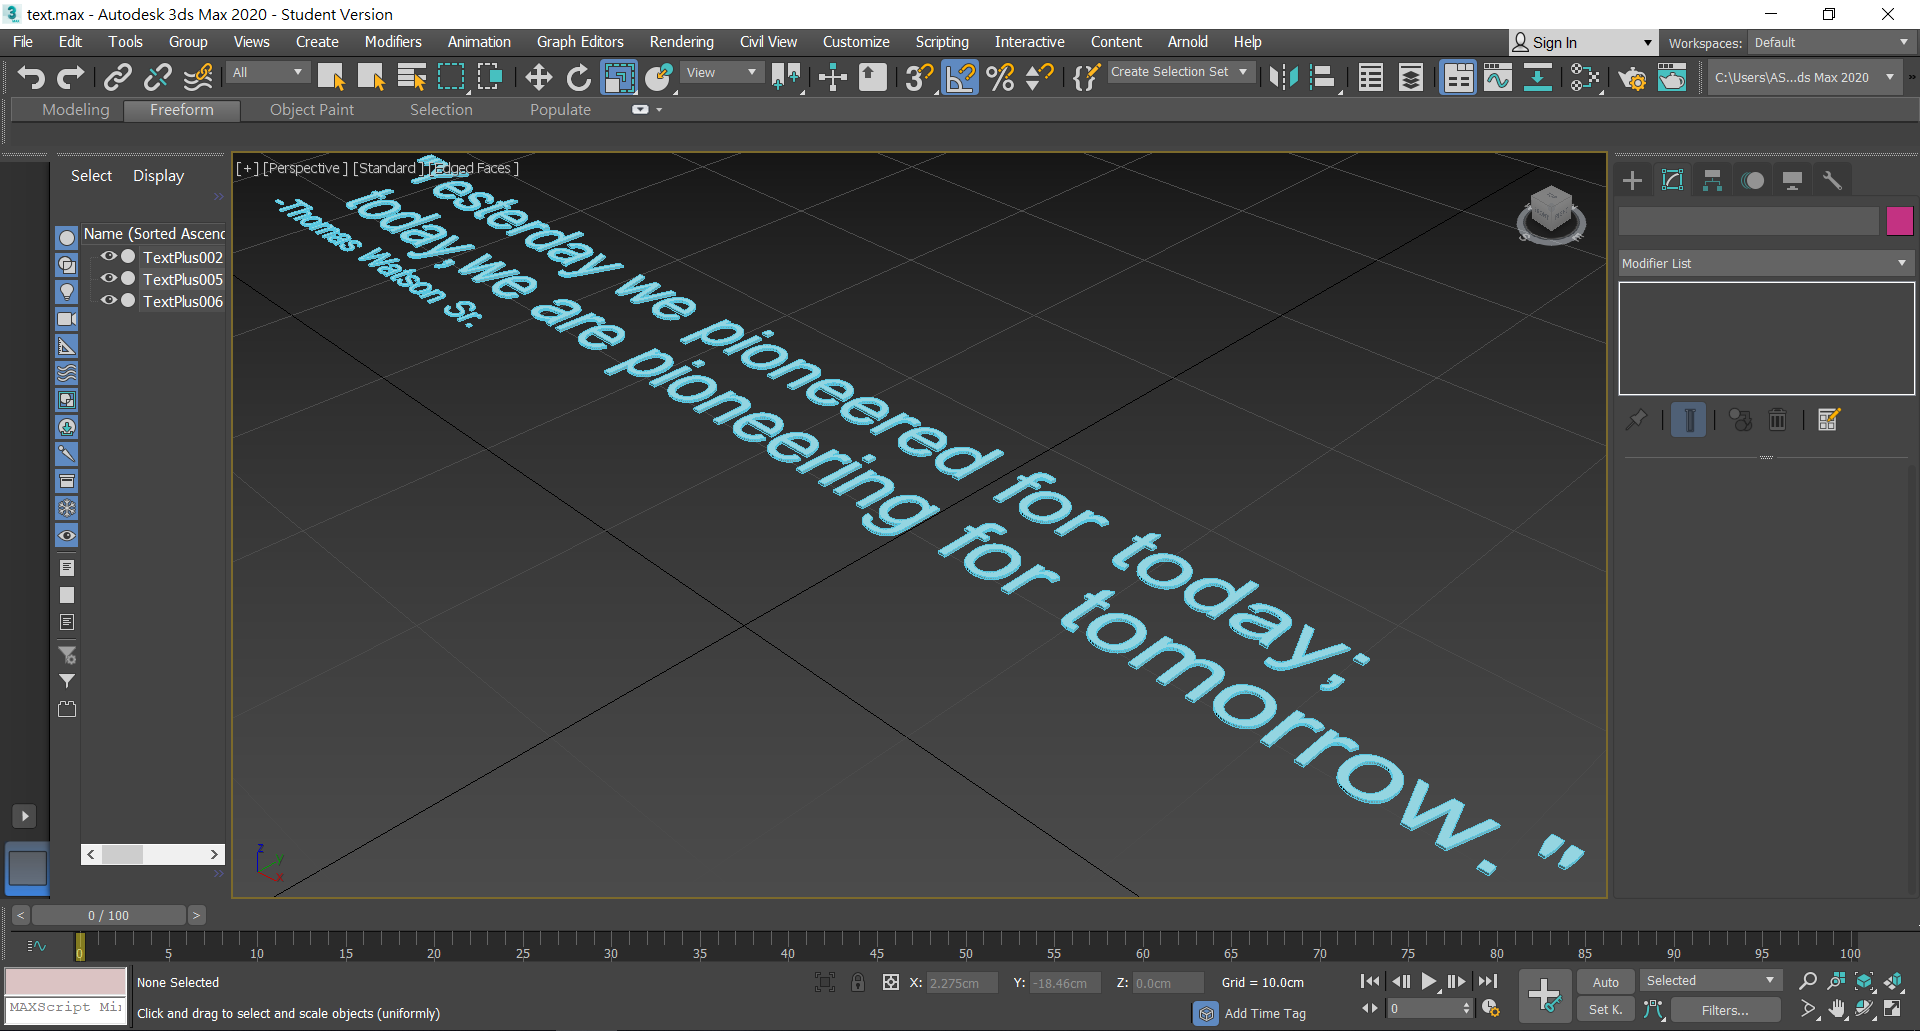 text.max - Autodesk 3ds Max 2020 - Student Version
File Edit Tools Group Views Create Modifiers Animation Graph Editors Rendering Civil View Customize Scripting Interactive Content Arnold Help
Sign In Workspaces: Default
All View Create Selection Set C:\Users\AS...ds Max 2020
Modeling Freeform Object Paint Selection Populate
Select Display
Name (Sorted Ascenc
TextPlus002
TextPlus005
TextPlus006
[+] [Perspective ] [Standard ] [Edged Faces ]
"Yesterday we pioneered for today;
today, we are pioneering for tomorrow. "
-Thomas Watson Sr.
z
y
x
Modifier List
< 0 / 100 >
0 5 10 15 20 25 30 35 40 45 50 55 60 65 70 75 80 85 90 95 100
None Selected X: 2.275cm Y: -18.46cm Z: 0.0cm Grid = 10.0cm Auto Selected
MAXScript Mi
Click and drag to select and scale objects (uniformly) Add Time Tag 0 Set K. Filters...